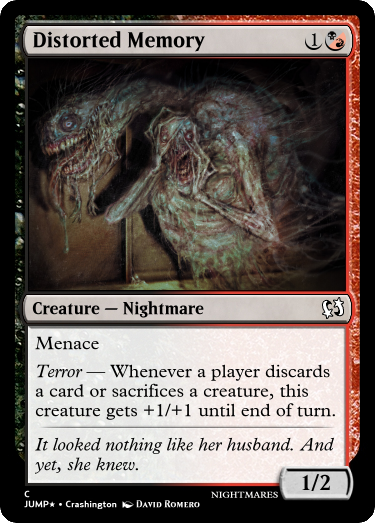 Distorted Memory 1
Creature — Nightmare
Menace
Terror — Whenever a player discards
a card or sacrifices a creature, this
creature gets +1/+1 until end of turn.
It looked nothing like her husband. And
yet, she knew.
1/2
C NIGHTMARES
JUMP★ • Crashington David Romero